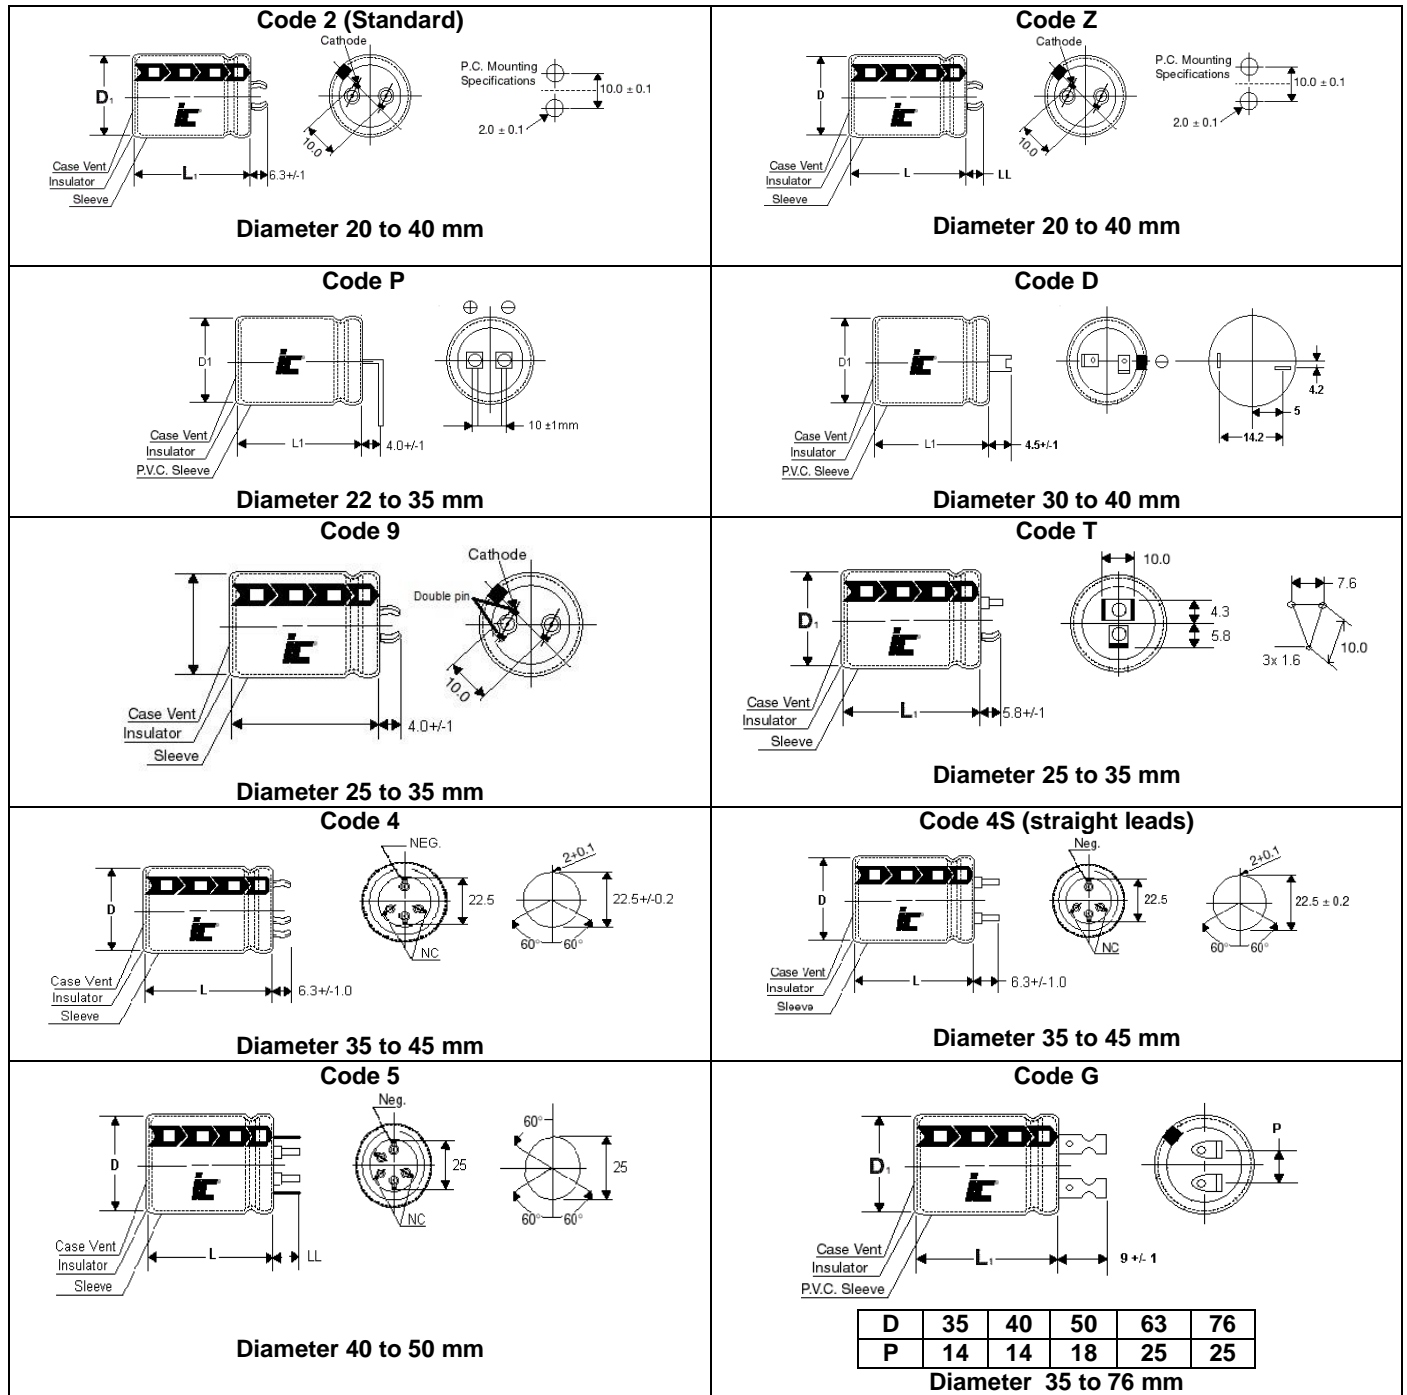 Code 2 (Standard)
Cathode
P.C. Mounting
Specifications
10.0 ± 0.1
2.0 ± 0.1
D1
ic
10.0
Case Vent
Insulator
Sleeve
L1
6.3+/-1
Diameter 20 to 40 mm
Code Z
Cathode
P.C. Mounting
Specifications
10.0 ± 0.1
2.0 ± 0.1
D
ic
10.0
Case Vent
Insulator
Sleeve
L
LL
Diameter 20 to 40 mm
Code P
D1
ic
10 ±1mm
Case Vent
Insulator
P.V.C. Sleeve
L1
4.0+/-1
Diameter 22 to 35 mm
Code D
D1
ic
4.2
5
14.2
Case Vent
Insulator
P.V.C. Sleeve
L1
4.5+/-1
Diameter 30 to 40 mm
Code 9
Cathode
Double pin
ic
10.0
Case Vent
Insulator
Sleeve
4.0+/-1
Diameter 25 to 35 mm
Code T
10.0
7.6
D1
ic
4.3
5.8
3x 1.6
10.0
Case Vent
Insulator
Sleeve
L1
5.8+/-1
Diameter 25 to 35 mm
Code 4
NEG.
2+0.1
D
ic
22.5
22.5+/-0.2
60° 60°
NC
Case Vent
Insulator
Sleeve
L
6.3+/-1.0
Diameter 35 to 45 mm
Code 4S (straight leads)
Neg.
2+0.1
D
ic
22.5
22.5 ± 0.2
60° 60°
NC
Case Vent
Insulator
Sleeve
L
6.3+/-1.0
Diameter 35 to 45 mm
Code 5
Neg.
60°
D
ic
25
25
60° 60°
NC
Case Vent
Insulator
Sleeve
L
LL
Diameter 40 to 50 mm
Code G
P
D1
ic
Case Vent
Insulator
P.V.C. Sleeve
L1
9 +/- 1
D 35 40 50 63 76
P 14 14 18 25 25
Diameter 35 to 76 mm